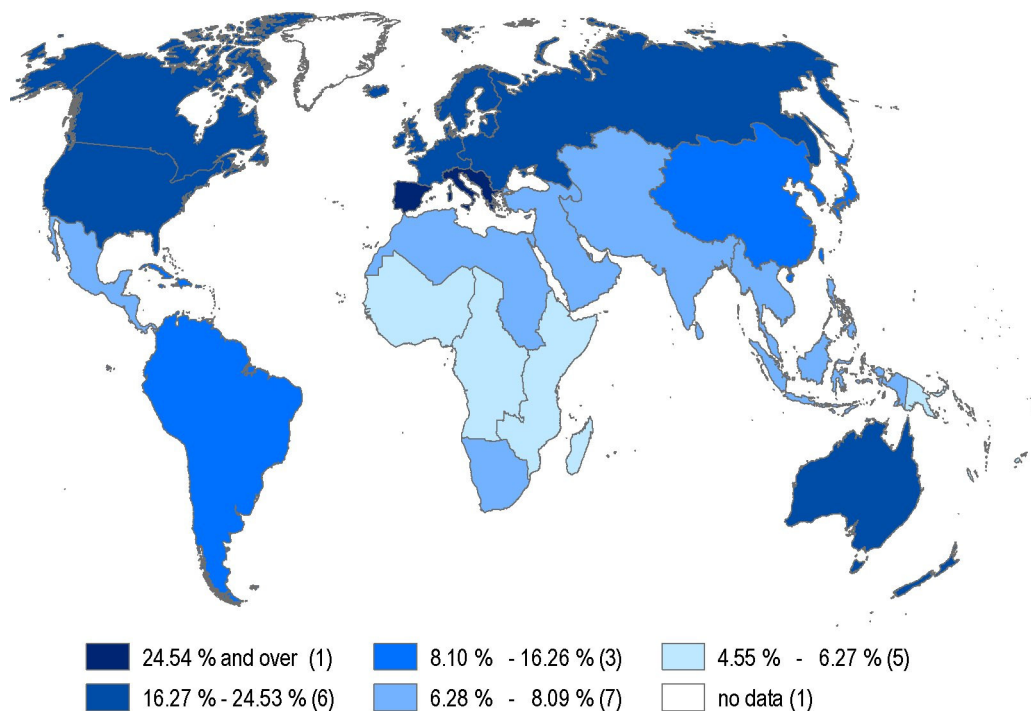 24.54 % and over (1) 8.10 % - 16.26 % (3) 4.55 % - 6.27 % (5)
16.27 % - 24.53 % (6) 6.28 % - 8.09 % (7) no data (1)